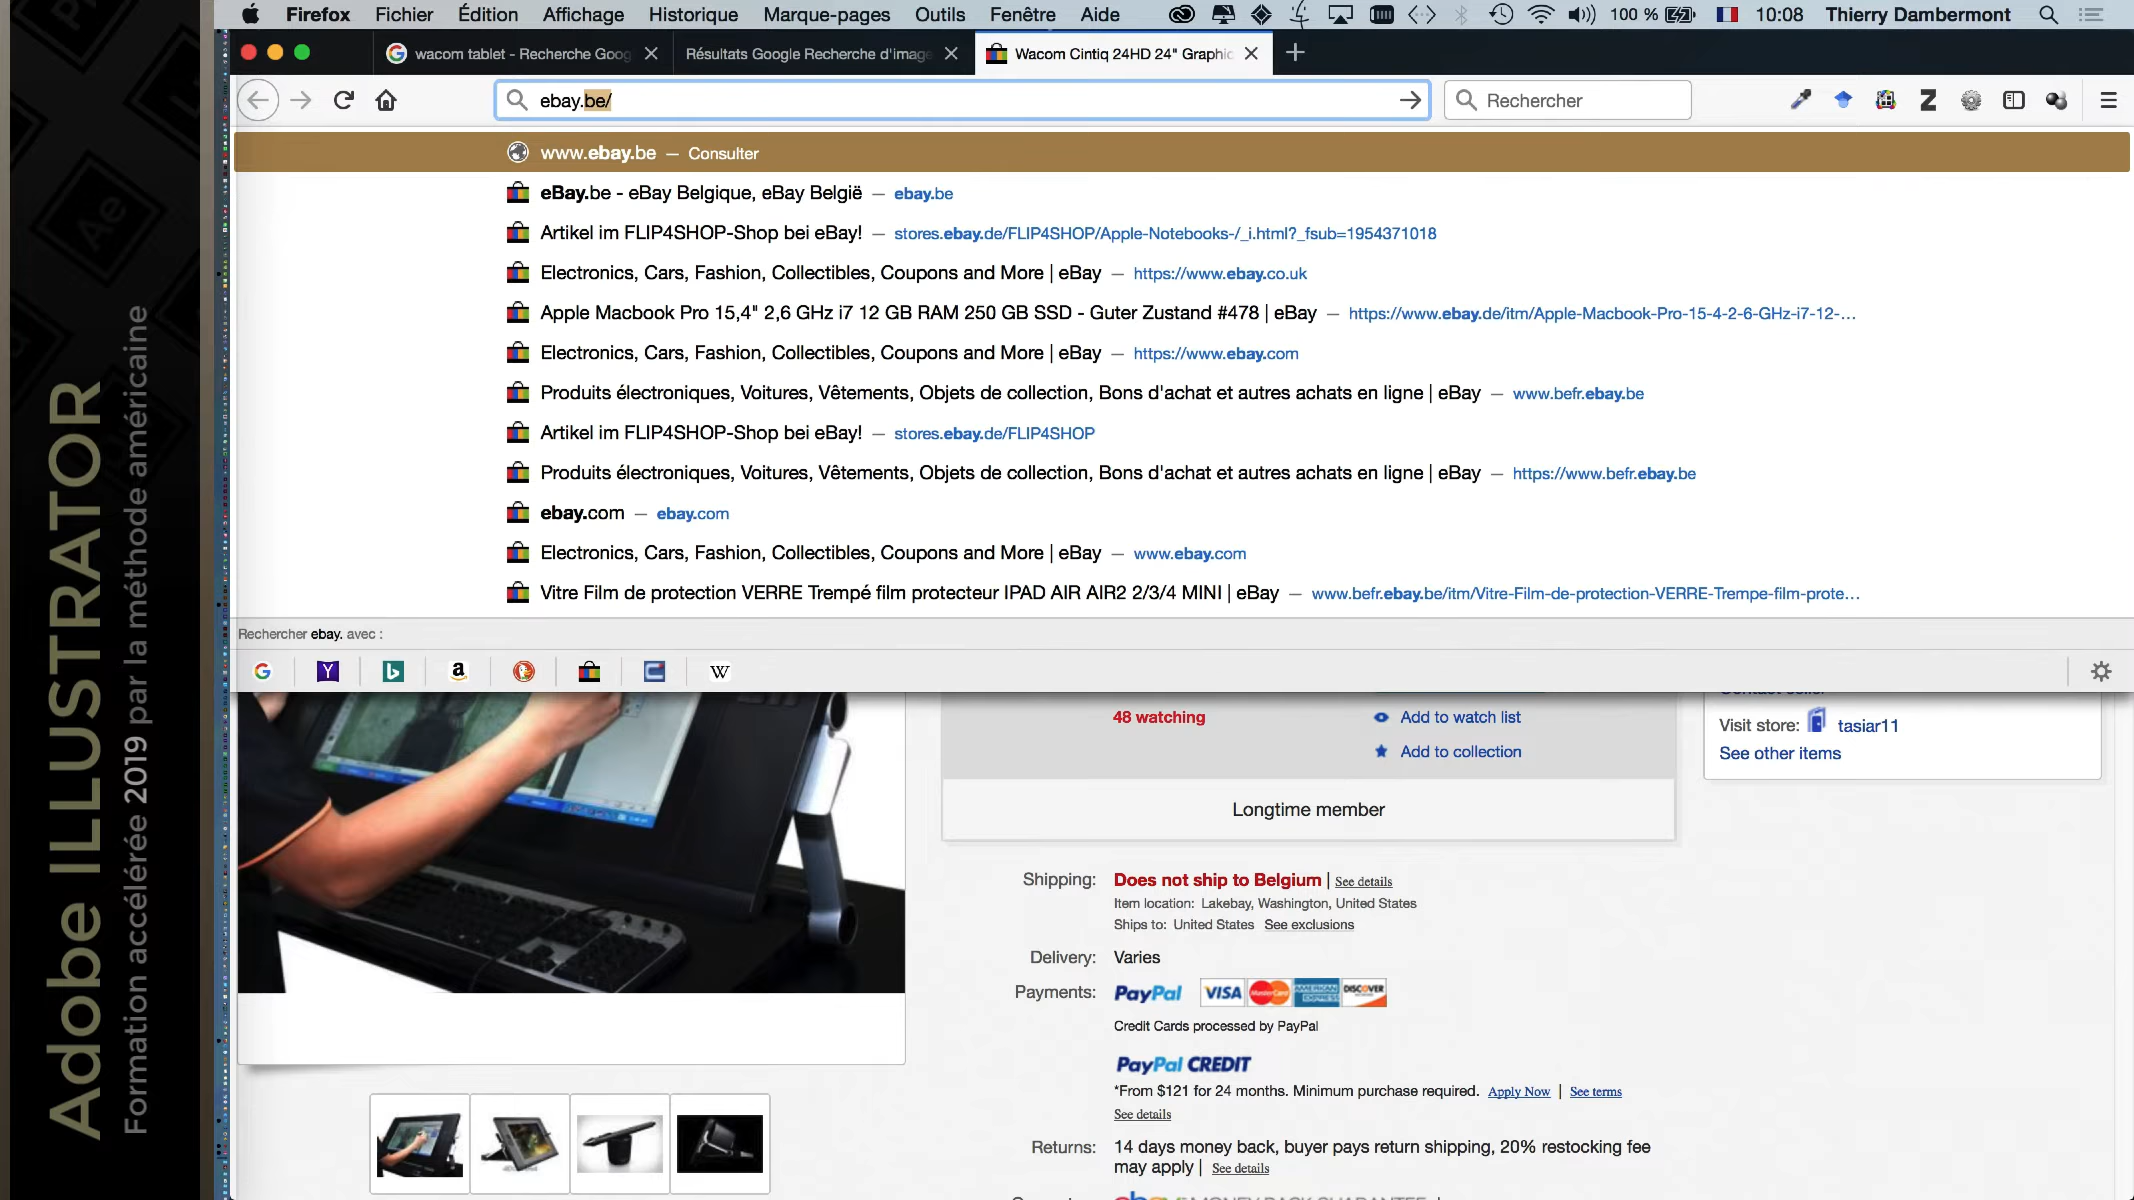 Adobe ILLUSTRATOR
Formation accélérée 2019 par la méthode américaine
Ae
Firefox Fichier Édition Affichage Historique Marque-pages Outils Fenêtre Aide 100 % 10:08 Thierry Dambermont
wacom tablet - Recherche Goog
Résultats Google Recherche d'image
Wacom Cintiq 24HD 24" Graphic
ebay.be/
Rechercher
www.ebay.be — Consulter
eBay.be - eBay Belgique, eBay België — ebay.be
Artikel im FLIP4SHOP-Shop bei eBay! — stores.ebay.de/FLIP4SHOP/Apple-Notebooks-/_i.html?_fsub=1954371018
Electronics, Cars, Fashion, Collectibles, Coupons and More | eBay — https://www.ebay.co.uk
Apple Macbook Pro 15,4" 2,6 GHz i7 12 GB RAM 250 GB SSD - Guter Zustand #478 | eBay — https://www.ebay.de/itm/Apple-Macbook-Pro-15-4-2-6-GHz-i7-12-...
Electronics, Cars, Fashion, Collectibles, Coupons and More | eBay — https://www.ebay.com
Produits électroniques, Voitures, Vêtements, Objets de collection, Bons d'achat et autres achats en ligne | eBay — www.befr.ebay.be
Artikel im FLIP4SHOP-Shop bei eBay! — stores.ebay.de/FLIP4SHOP
Produits électroniques, Voitures, Vêtements, Objets de collection, Bons d'achat et autres achats en ligne | eBay — https://www.befr.ebay.be
ebay.com — ebay.com
Electronics, Cars, Fashion, Collectibles, Coupons and More | eBay — www.ebay.com
Vitre Film de protection VERRE Trempé film protecteur IPAD AIR AIR2 2/3/4 MINI | eBay — www.befr.ebay.be/itm/Vitre-Film-de-protection-VERRE-Trempe-film-prote...
Rechercher ebay. avec :
48 watching
Add to watch list
Add to collection
Visit store: tasiar11
See other items
Longtime member
Shipping: Does not ship to Belgium | See details
Item location: Lakebay, Washington, United States
Ships to: United States See exclusions
Delivery: Varies
Payments: PayPal VISA MasterCard AMERICAN EXPRESS DISCOVER
Credit Cards processed by PayPal
PayPal CREDIT
*From $121 for 24 months. Minimum purchase required. Apply Now | See terms
See details
Returns: 14 days money back, buyer pays return shipping, 20% restocking fee
may apply | See details